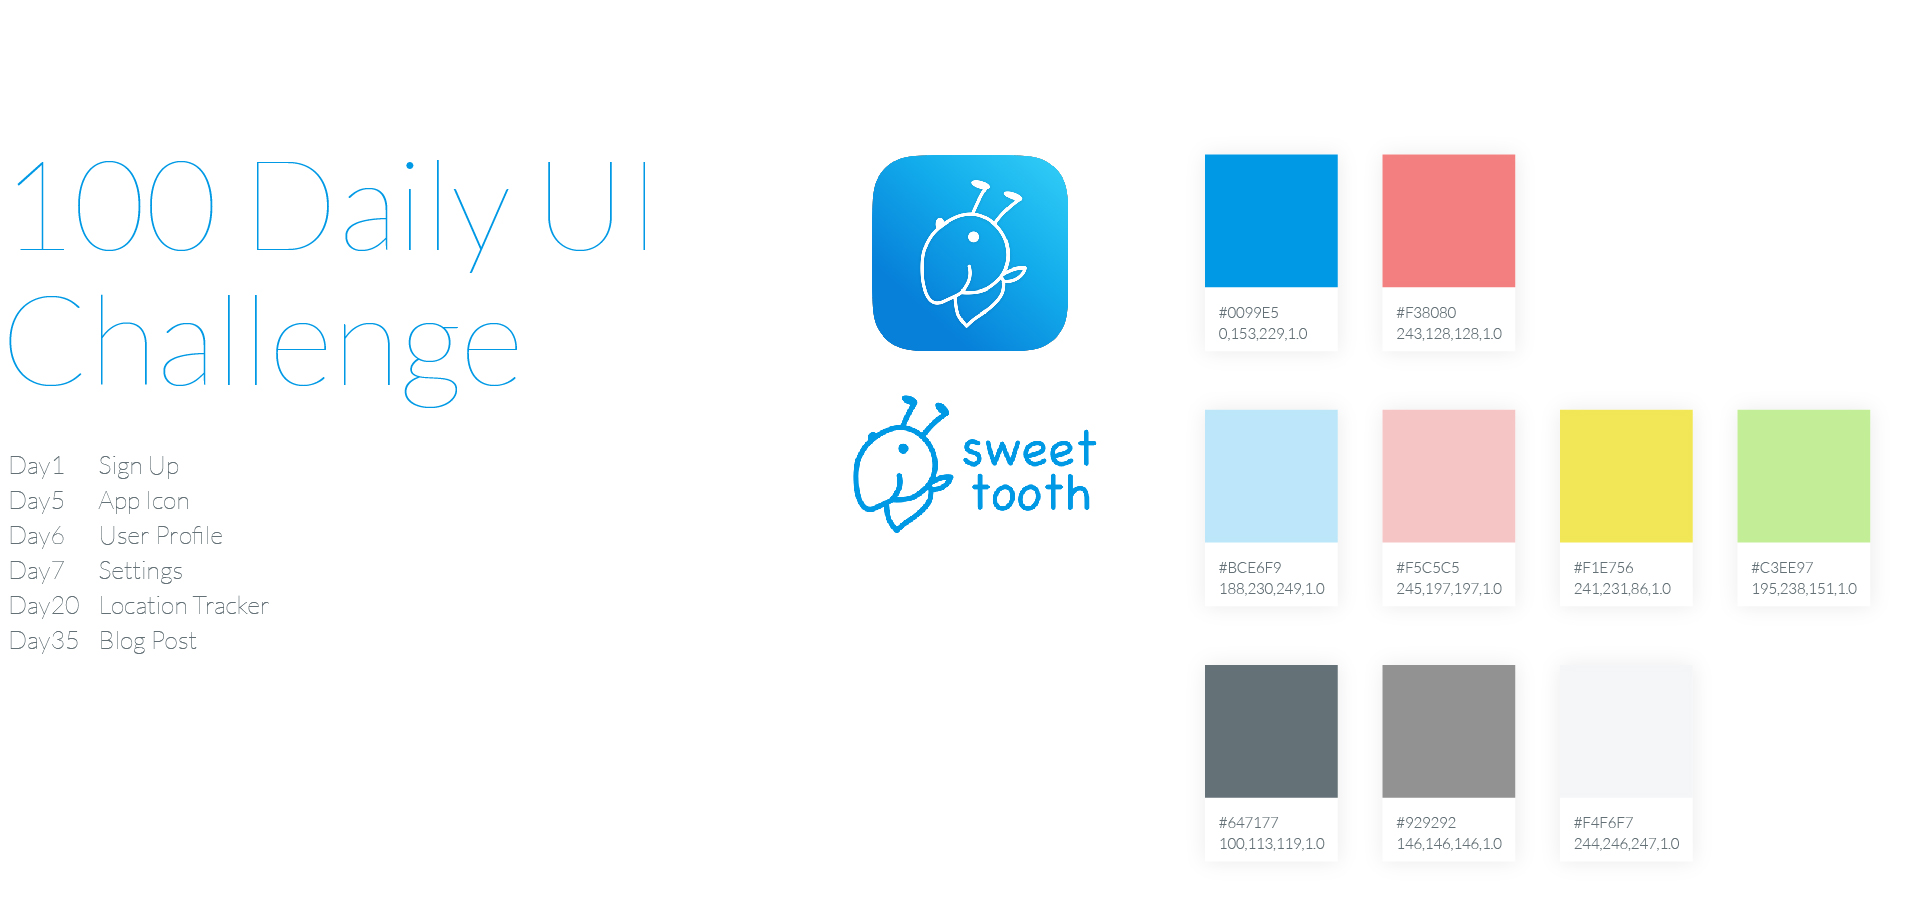 100 Daily UI
Challenge
Day1 Sign Up
Day5 App Icon
Day6 User Profile
Day7 Settings
Day20 Location Tracker
Day35 Blog Post
sweet
tooth
#0099E5
0,153,229,1.0
#F38080
243,128,128,1.0
#BCE6F9
188,230,249,1.0
#F5C5C5
245,197,197,1.0
#F1E756
241,231,86,1.0
#C3EE97
195,238,151,1.0
#647177
100,113,119,1.0
#929292
146,146,146,1.0
#F4F6F7
244,246,247,1.0